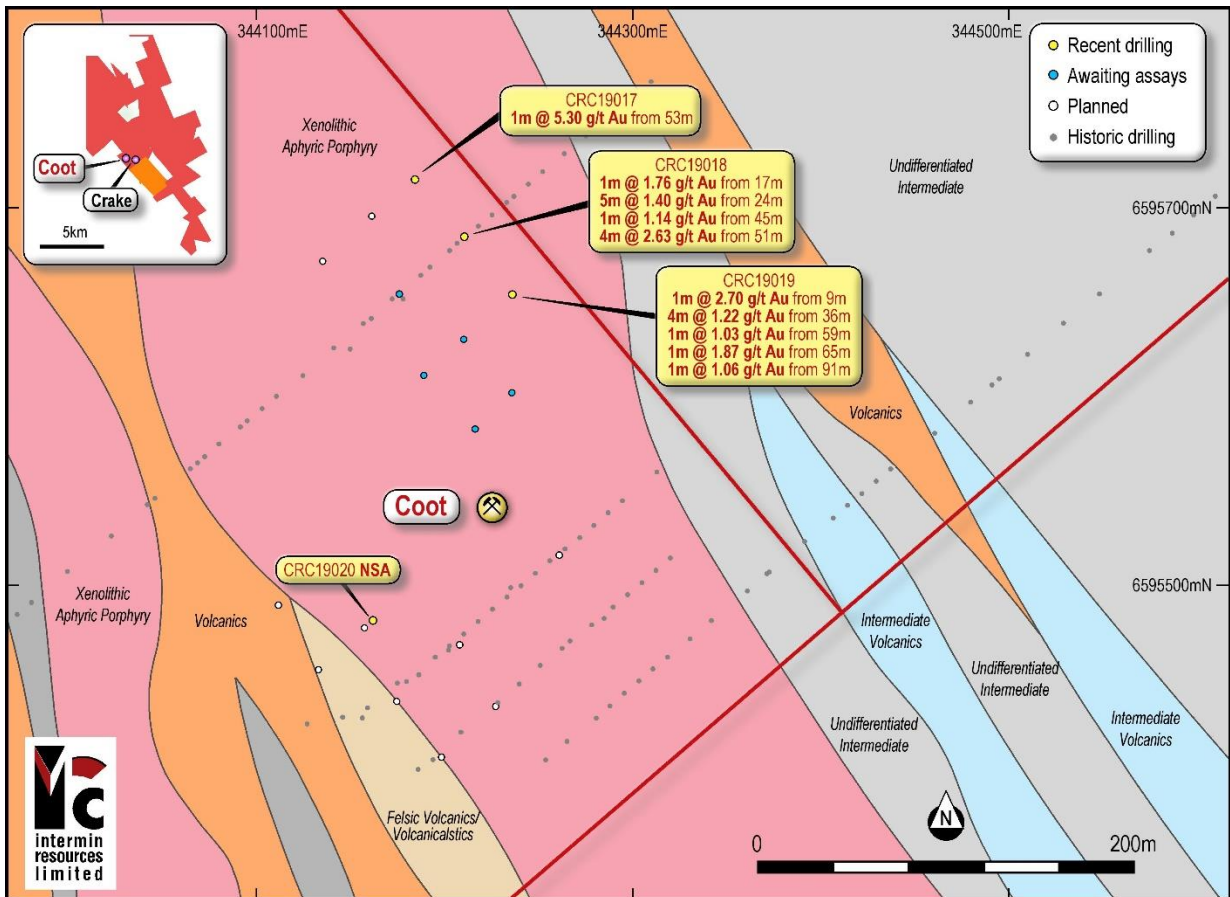 344100mE
344300mE
344500mE
Coot
Crake
5km
Recent drilling
Awaiting assays
Planned
Historic drilling
CRC19017
1m @ 5.30 g/t Au from 53m
Xenolithic
Aphyric Porphyry
CRC19018
1m @ 1.76 g/t Au from 17m
5m @ 1.40 g/t Au from 24m
1m @ 1.14 g/t Au from 45m
4m @ 2.63 g/t Au from 51m
Undifferentiated
Intermediate
6595700mN
CRC19019
1m @ 2.70 g/t Au from 9m
4m @ 1.22 g/t Au from 36m
1m @ 1.03 g/t Au from 59m
1m @ 1.87 g/t Au from 65m
1m @ 1.06 g/t Au from 91m
Volcanics
Coot
CRC19020 NSA
6595500mN
Xenolithic
Aphyric Porphyry
Volcanics
Intermediate
Volcanics
Undifferentiated
Intermediate
Undifferentiated
Intermediate
Intermediate
Volcanics
Felsic Volcanics/
Volcanicalstics
N
0
200m
intermin
resources
limited